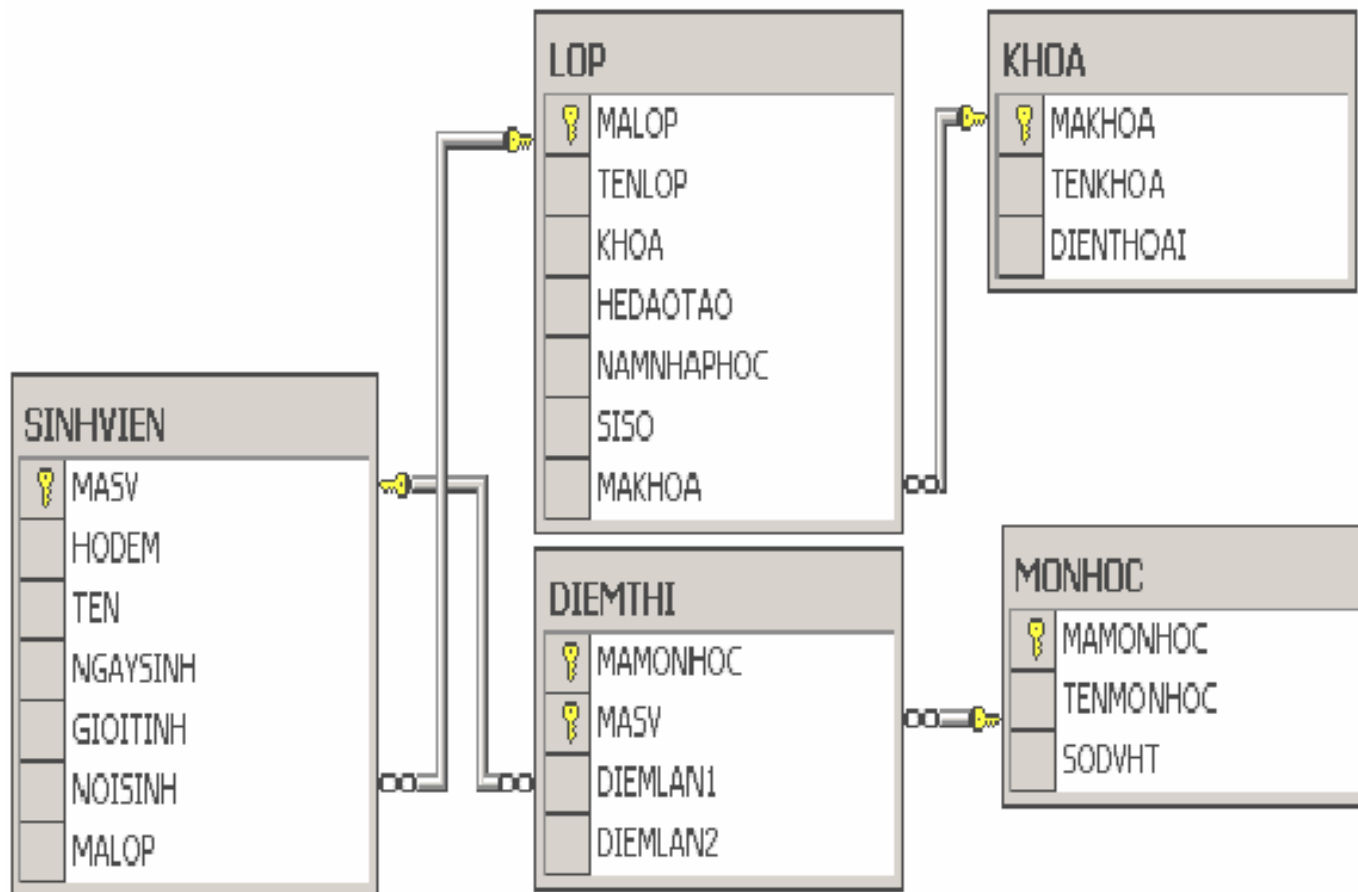 LOP
MALOP
TENLOP
KHOA
HEDAOTAO
NAMNHAPHOC
SISO
MAKHOA
KHOA
MAKHOA
TENKHOA
DIENTHOAI
SINHVIEN
MASV
HODEM
TEN
NGAYSINH
GIOITINH
NOISINH
MALOP
DIEMTHI
MAMONHOC
MASV
DIEMLAN1
DIEMLAN2
MONHOC
MAMONHOC
TENMONHOC
SODVHT